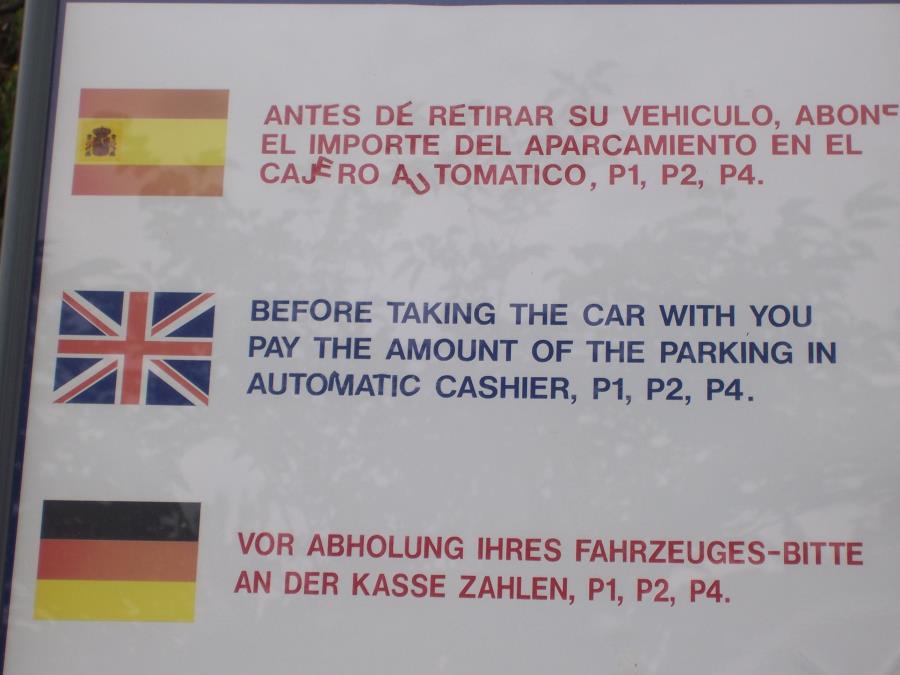 ANTES DE RETIRAR SU VEHICULO, ABONE
EL IMPORTE DEL APARCAMIENTO EN EL
CAJERO AUTOMATICO, P1, P2, P4.
BEFORE TAKING THE CAR WITH YOU
PAY THE AMOUNT OF THE PARKING IN
AUTOMATIC CASHIER, P1, P2, P4.
VOR ABHOLUNG IHRES FAHRZEUGES-BITTE
AN DER KASSE ZAHLEN, P1, P2, P4.